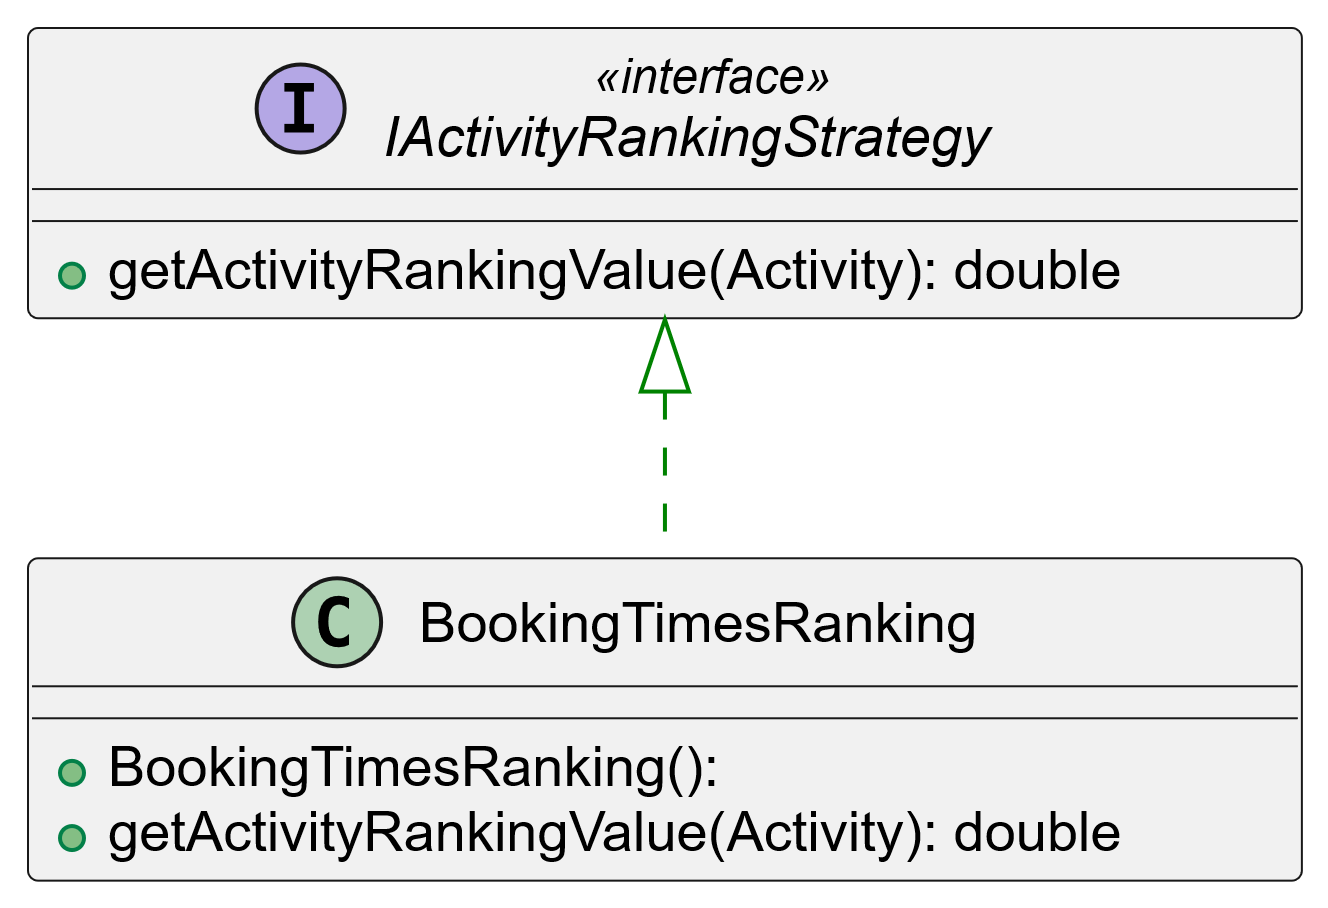 I
«interface»
IActivityRankingStrategy
getActivityRankingValue(Activity): double
C
BookingTimesRanking
BookingTimesRanking():
getActivityRankingValue(Activity): double